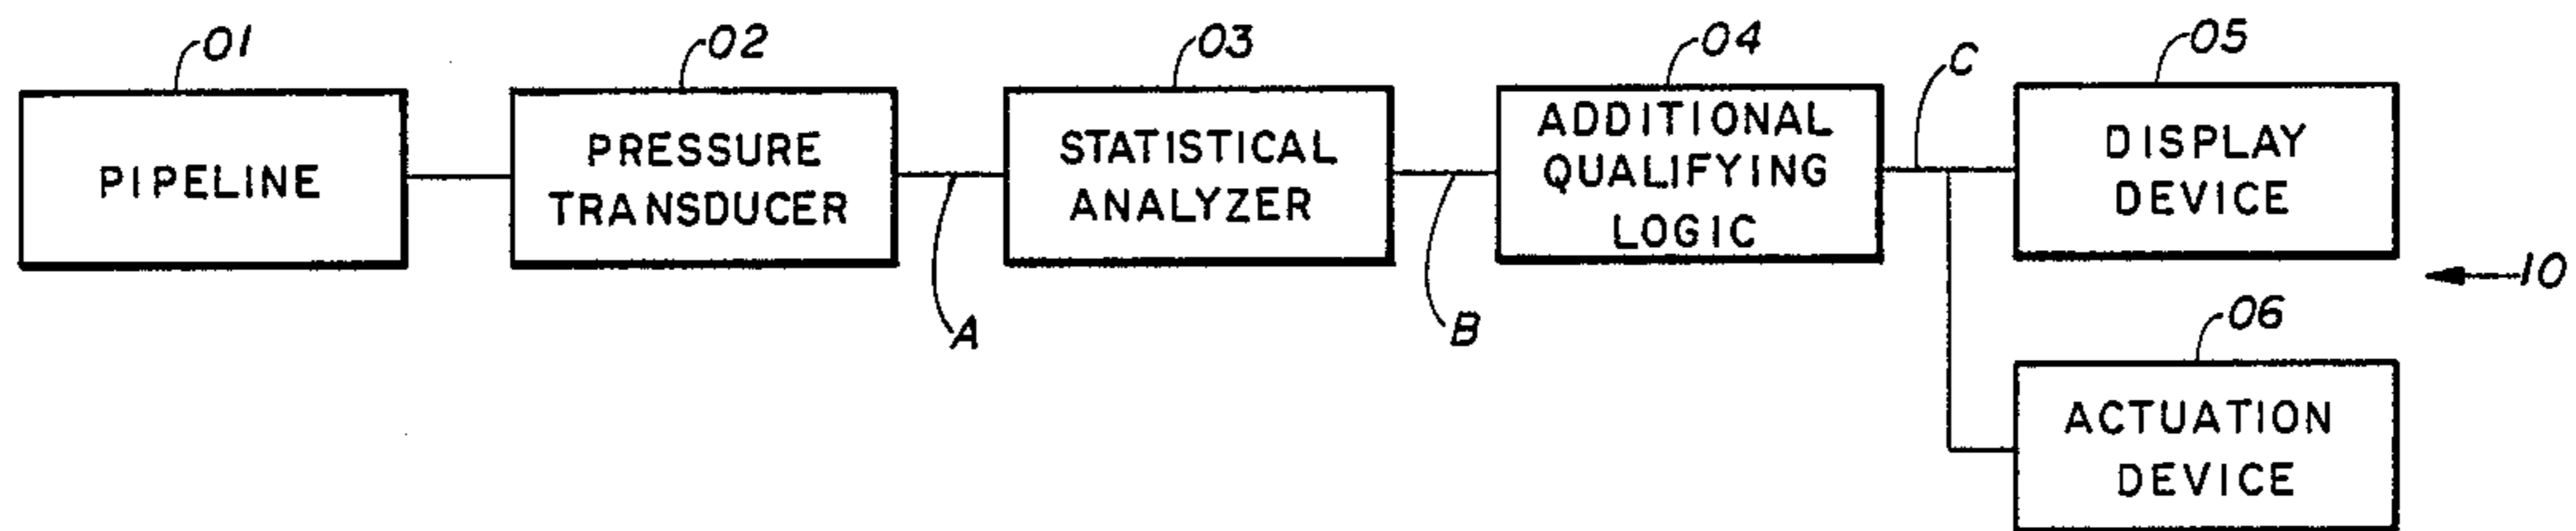 01
PIPELINE
02
PRESSURE
TRANSDUCER
A
03
STATISTICAL
ANALYZER
B
04
ADDITIONAL
QUALIFYING
LOGIC
C
05
DISPLAY
DEVICE
10
06
ACTUATION
DEVICE